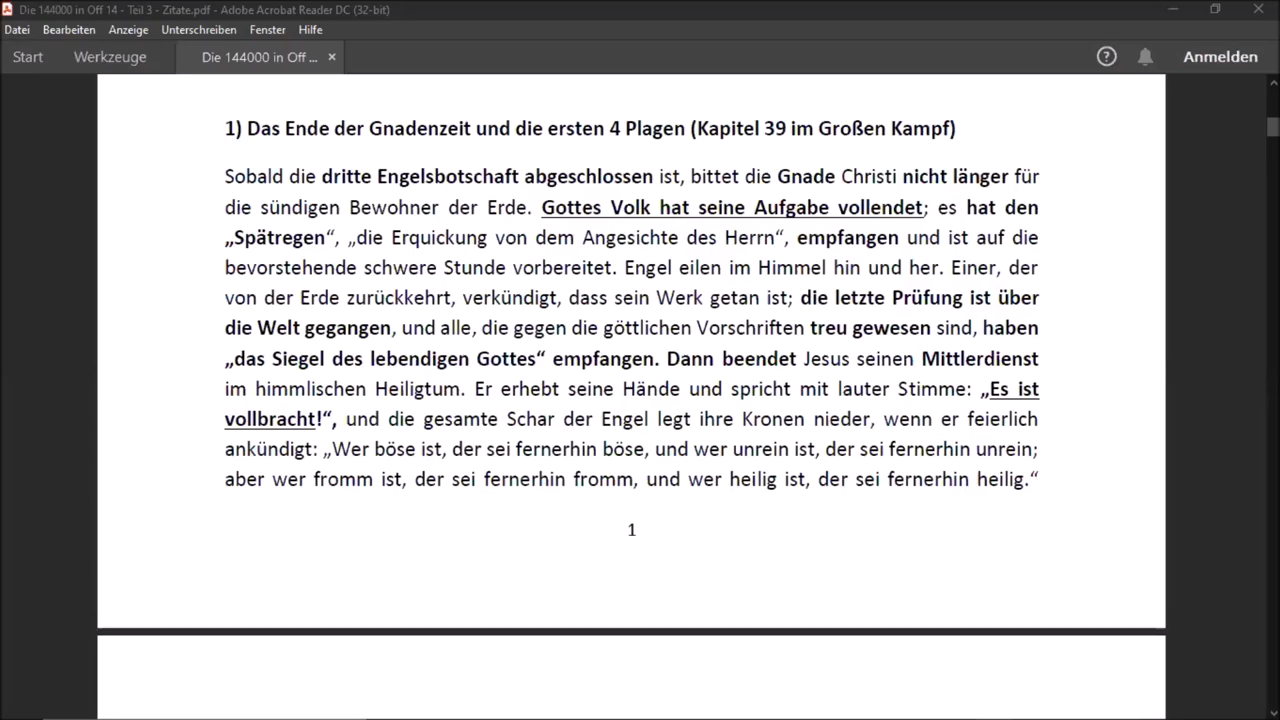 Die 144000 in Off 14 - Teil 3 - Zitate.pdf - Adobe Acrobat Reader DC (32-bit)
Datei Bearbeiten Anzeige Unterschreiben Fenster Hilfe
Start Werkzeuge Die 144000 in Off ... × ? Anmelden
1) Das Ende der Gnadenzeit und die ersten 4 Plagen (Kapitel 39 im Großen Kampf)
Sobald die dritte Engelsbotschaft abgeschlossen ist, bittet die Gnade Christi nicht länger für
die sündigen Bewohner der Erde. Gottes Volk hat seine Aufgabe vollendet; es hat den
„Spätregen“, „die Erquickung von dem Angesichte des Herrn“, empfangen und ist auf die
bevorstehende schwere Stunde vorbereitet. Engel eilen im Himmel hin und her. Einer, der
von der Erde zurückkehrt, verkündigt, dass sein Werk getan ist; die letzte Prüfung ist über
die Welt gegangen, und alle, die gegen die göttlichen Vorschriften treu gewesen sind, haben
„das Siegel des lebendigen Gottes“ empfangen. Dann beendet Jesus seinen Mittlerdienst
im himmlischen Heiligtum. Er erhebt seine Hände und spricht mit lauter Stimme: „Es ist
vollbracht!“, und die gesamte Schar der Engel legt ihre Kronen nieder, wenn er feierlich
ankündigt: „Wer böse ist, der sei fernerhin böse, und wer unrein ist, der sei fernerhin unrein;
aber wer fromm ist, der sei fernerhin fromm, und wer heilig ist, der sei fernerhin heilig.“
1